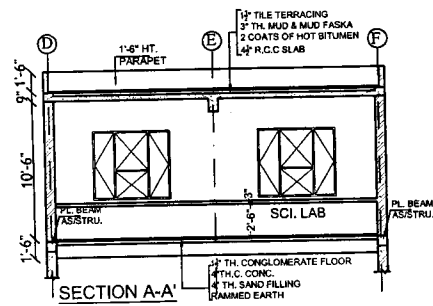 1½" TILE TERRACING
3" TH. MUD & MUD FASKA
2 COATS OF HOT BITUMEN
4½" R.C.C SLAB
D
E
F
1'-6" HT.
PARAPET
1'-6"
9"
10'-6"
1'-6"
PL. BEAM
AS/STRU.
SCI. LAB
2'-6"
3"
PL. BEAM
AS/STRU.
TH. CONGLOMERATE FLOOR
4" TH.C. CONC.
4" TH. SAND FILLING
RAMMED EARTH
SECTION A-A'